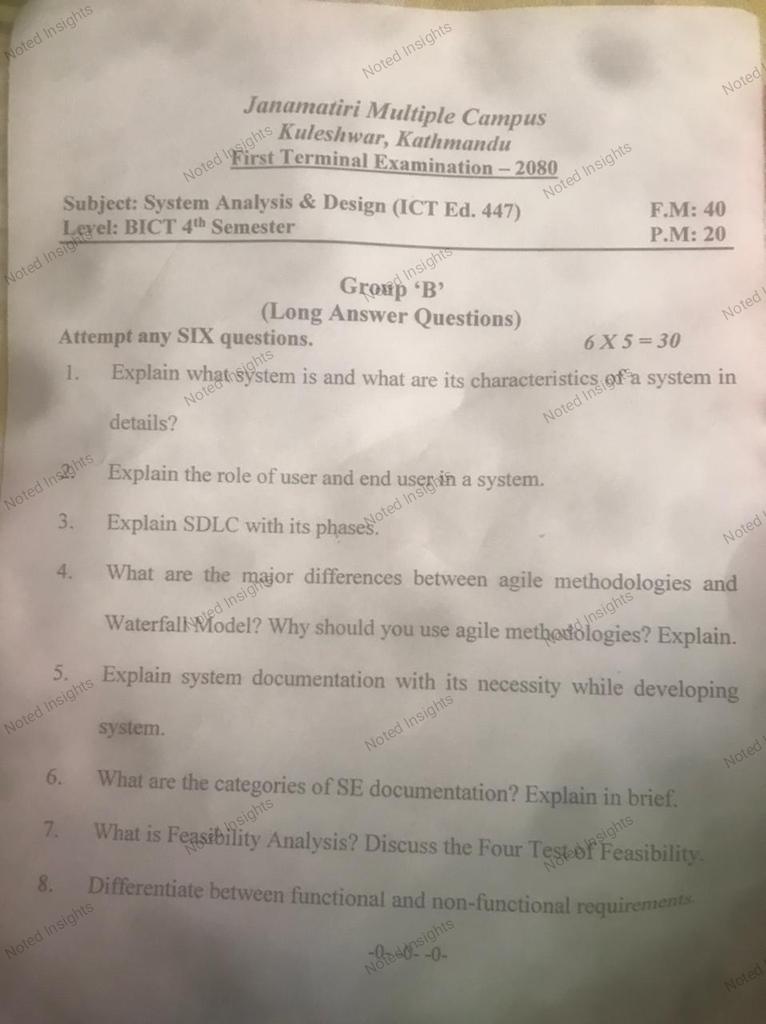 Janamatiri Multiple Campus
Kuleshwar, Kathmandu
First Terminal Examination – 2080
Subject: System Analysis & Design (ICT Ed. 447)
F.M: 40
Level: BICT 4th Semester
P.M: 20
Group ‘B’
(Long Answer Questions)
Attempt any SIX questions.
6 X 5 = 30
1. Explain what system is and what are its characteristics of a system in
details?
2. Explain the role of user and end user in a system.
3. Explain SDLC with its phases.
4. What are the major differences between agile methodologies and
Waterfall Model? Why should you use agile methodologies? Explain.
5. Explain system documentation with its necessity while developing
system.
6. What are the categories of SE documentation? Explain in brief.
7. What is Feasibility Analysis? Discuss the Four Test of Feasibility.
8. Differentiate between functional and non-functional requirements.
-0- -0- -0-
Noted Insights